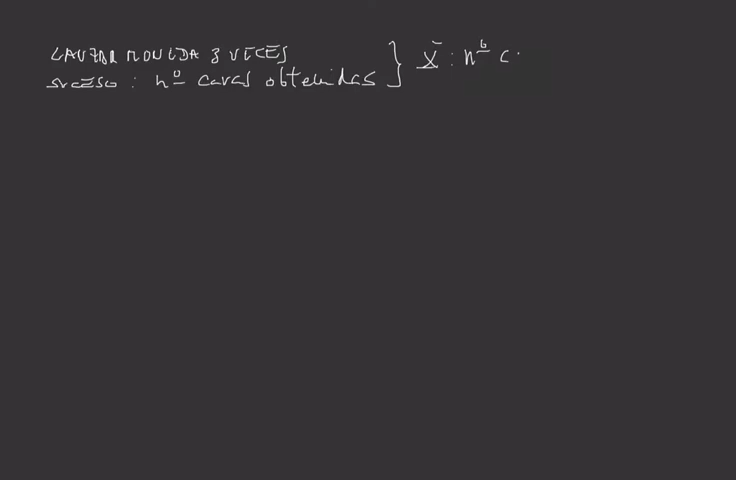 LANZAR MONEDA 3 VECES
SUCESO : nº caras obtenidas } X : nº c